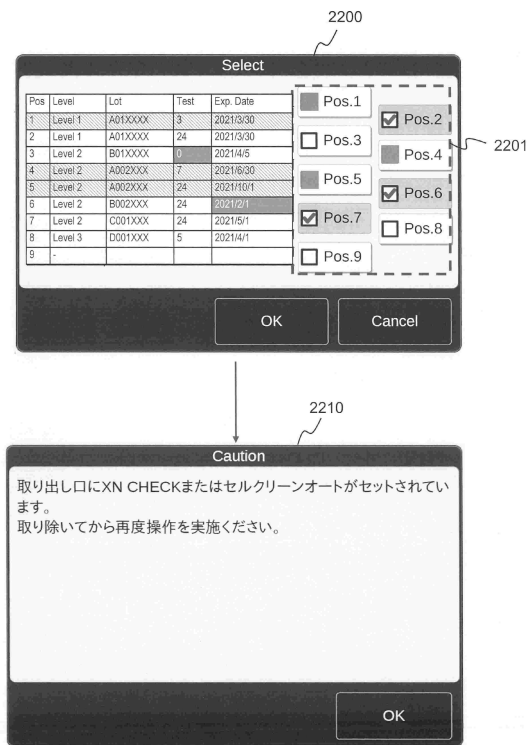 2200
Select
Pos Level Lot Test Exp. Date
1 Level 1 A01XXXX 3 2021/3/30
2 Level 1 A01XXXX 24 2021/3/30
3 Level 2 B01XXXX 0 2021/4/5
4 Level 2 A002XXX 7 2021/6/30
5 Level 2 A002XXX 24 2021/10/1
6 Level 2 B002XXX 24 2021/2/1
7 Level 2 C001XXX 24 2021/5/1
8 Level 3 D001XXX 5 2021/4/1
9 -
Pos.1
Pos.2
Pos.3
Pos.4
Pos.5
Pos.6
Pos.7
Pos.8
Pos.9
2201
OK Cancel
2210
Caution
取り出し口にXN CHECKまたはセルクリーンオートがセットされてい
ます。
取り除いてから再度操作を実施ください。
OK